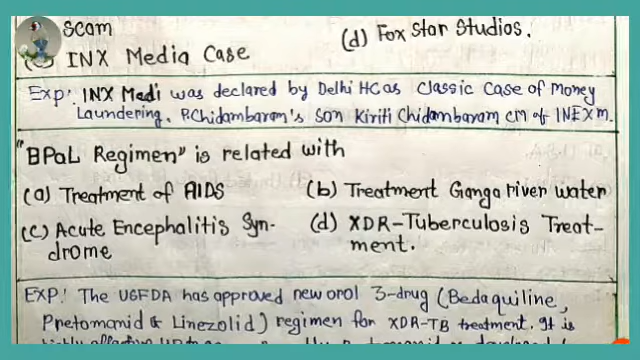 Scam
(d) Fox Star Studios.
(c) INX Media Case
Exp: INX Medi was declared by Delhi HC as Classic Case of Money
Laundering. P.Chidambaram's Son Kiriti Chidambaram cm of INEXM.
"BPaL Regimen" is related with
(a) Treatment of AIDS
(b) Treatment Ganga river water
(c) Acute Encephalitis Syn-
drome
(d) XDR-Tuberculosis Treat-
ment.
EXP! The USFDA has approved new orol 3-drug (Bedaquiline,
Pretomanid & Linezolid) regimen for XDR-TB treatment. It is